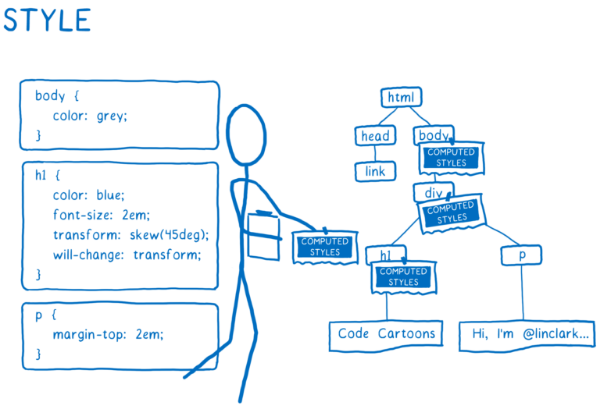 STYLE
body {
color: grey;
}
h1 {
color: blue;
font-size: 2em;
transform: skew(45deg);
will-change: transform;
}
p {
margin-top: 2em;
}
COMPUTED
STYLES
html
head
body
COMPUTED
STYLES
link
div
COMPUTED
STYLES
h1
COMPUTED
STYLES
p
Code Cartoons
Hi, I'm @linclark...